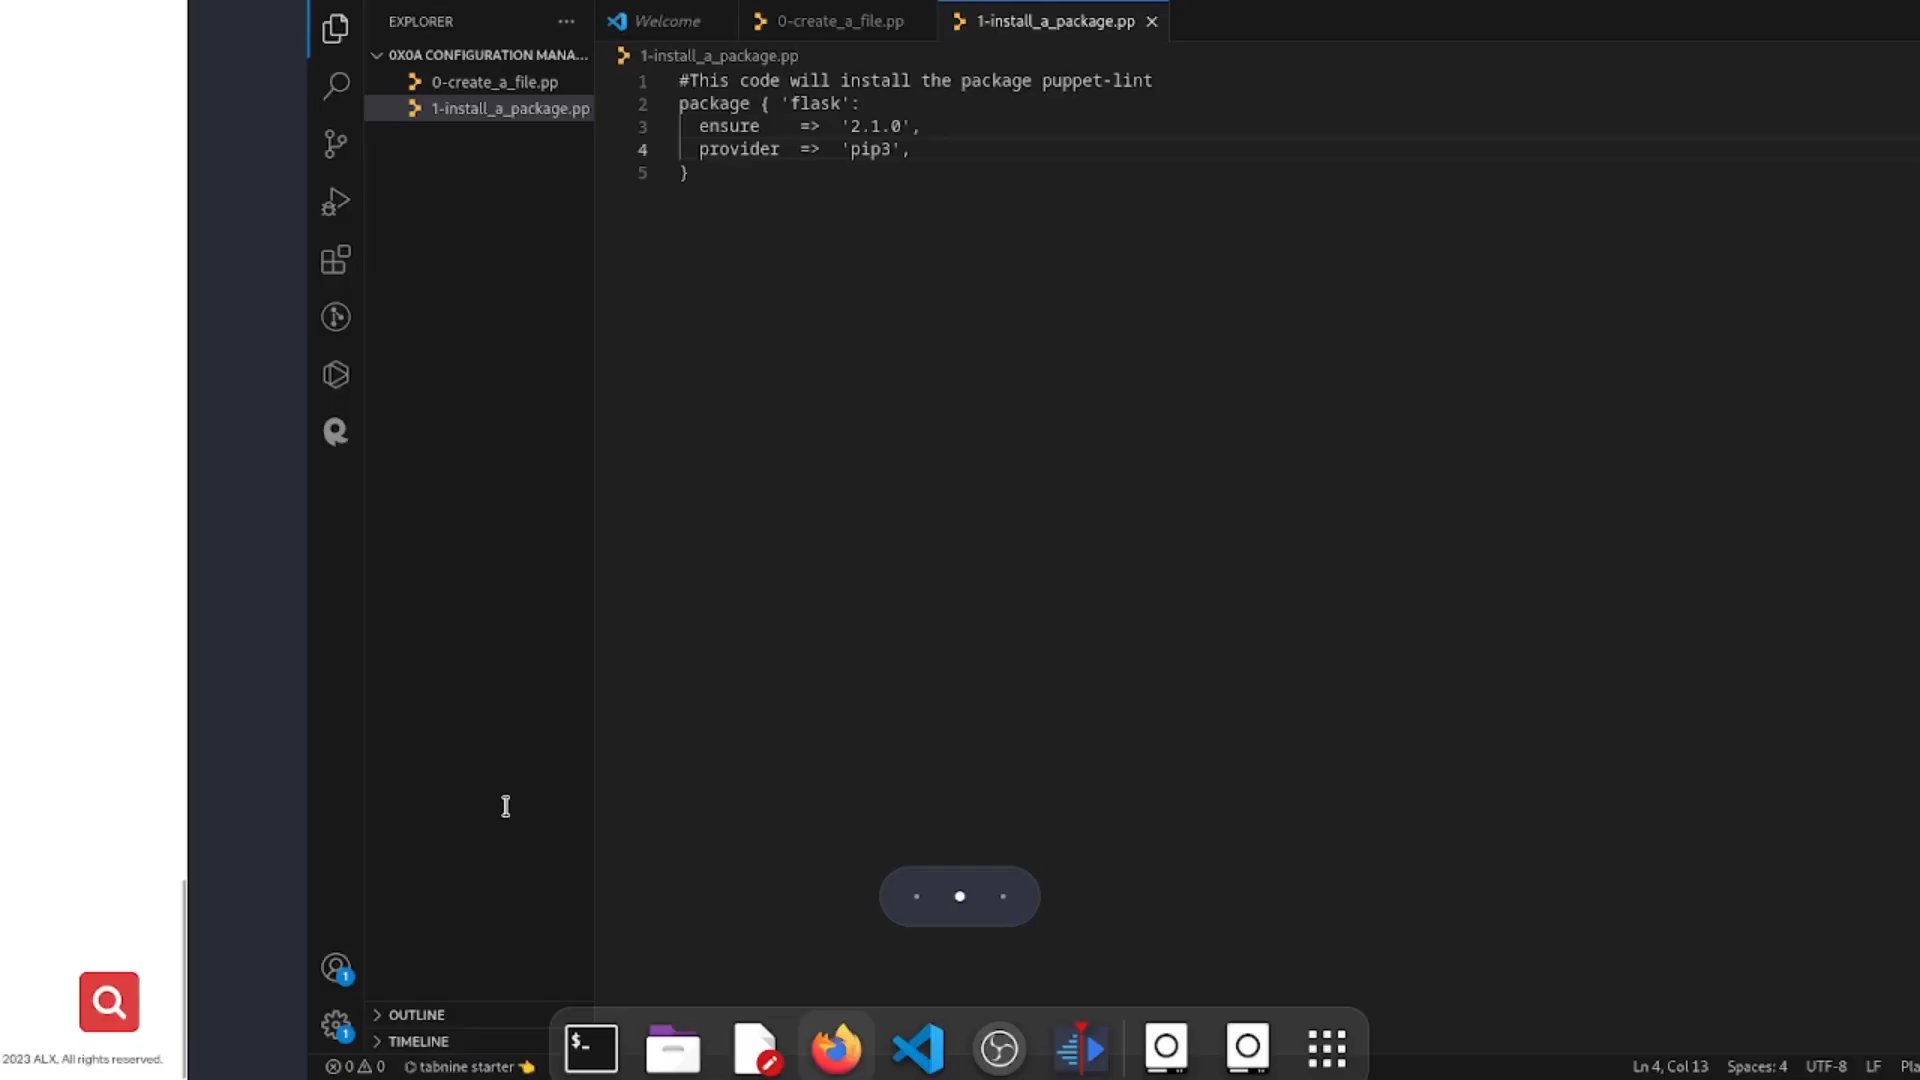 EXPLORER
0X0A CONFIGURATION MANA...
0-create_a_file.pp
1-install_a_package.pp
Welcome
0-create_a_file.pp
1-install_a_package.pp
1-install_a_package.pp
1 #This code will install the package puppet-lint
2 package { 'flask':
3 ensure => '2.1.0',
4 provider => 'pip3',
5 }
1
1
OUTLINE
TIMELINE
$_
2023 ALX, All rights reserved.
0 0 tabnine starter
Ln 4, Col 13 Spaces: 4 UTF-8 LF Pla